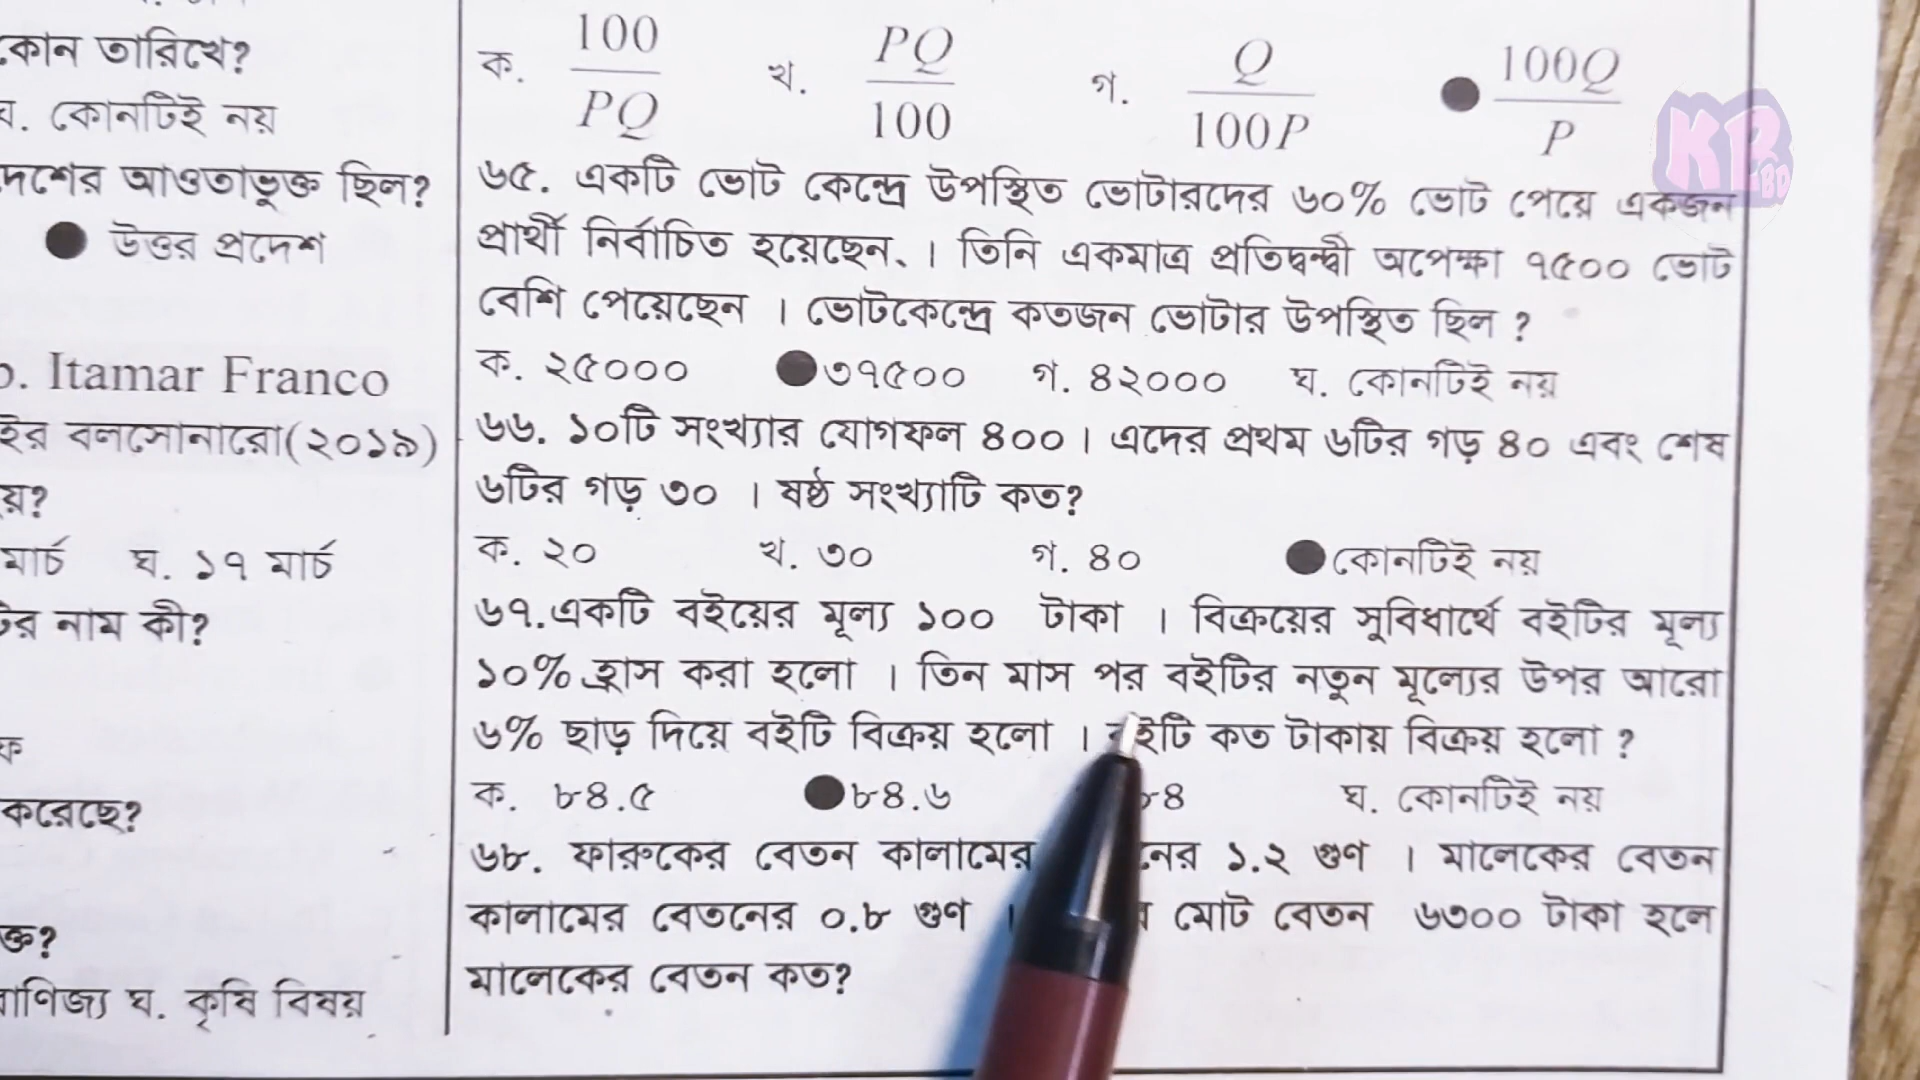 কোন তারিখে?
ঘ. কোনটিই নয়
দেশের আওতাভুক্ত ছিল?
● উত্তর প্রদেশ
b. Itamar Franco
ইর বলসোনারো(২০১৯)
য়?
মার্চ ঘ. ১৭ মার্চ
টির নাম কী?
ক
করেছে?
ক্ত?
বাণিজ্য ঘ. কৃষি বিষয়
ক. 100/PQ খ. PQ/100 গ. Q/100P ● 100Q/P
KP BD
৬৫. একটি ভোট কেন্দ্রে উপস্থিত ভোটারদের ৬০% ভোট পেয়ে একজন
প্রার্থী নির্বাচিত হয়েছেন। তিনি একমাত্র প্রতিদ্বন্দ্বী অপেক্ষা ৭৫০০ ভোট
বেশি পেয়েছেন । ভোটকেন্দ্রে কতজন ভোটার উপস্থিত ছিল ?
ক. ২৫০০০ ●৩৭৫০০ গ. ৪২০০০ ঘ. কোনটিই নয়
৬৬. ১০টি সংখ্যার যোগফল ৪০০। এদের প্রথম ৬টির গড় ৪০ এবং শেষ
৬টির গড় ৩০ । ষষ্ঠ সংখ্যাটি কত?
ক. ২০ খ. ৩০ গ. ৪০ ●কোনটিই নয়
৬৭.একটি বইয়ের মূল্য ১০০ টাকা । বিক্রয়ের সুবিধার্থে বইটির মূল্য
১০% হ্রাস করা হলো । তিন মাস পর বইটির নতুন মূল্যের উপর আরো
৬% ছাড় দিয়ে বইটি বিক্রয় হলো । বইটি কত টাকায় বিক্রয় হলো ?
ক. ৮৪.৫ ●৮৪.৬ ৮৪ ঘ. কোনটিই নয়
৬৮. ফারুকের বেতন কালামের নের ১.২ গুণ । মালেকের বেতন
কালামের বেতনের ০.৮ গুণ । মোট বেতন ৬৩০০ টাকা হলে
মালেকের বেতন কত?